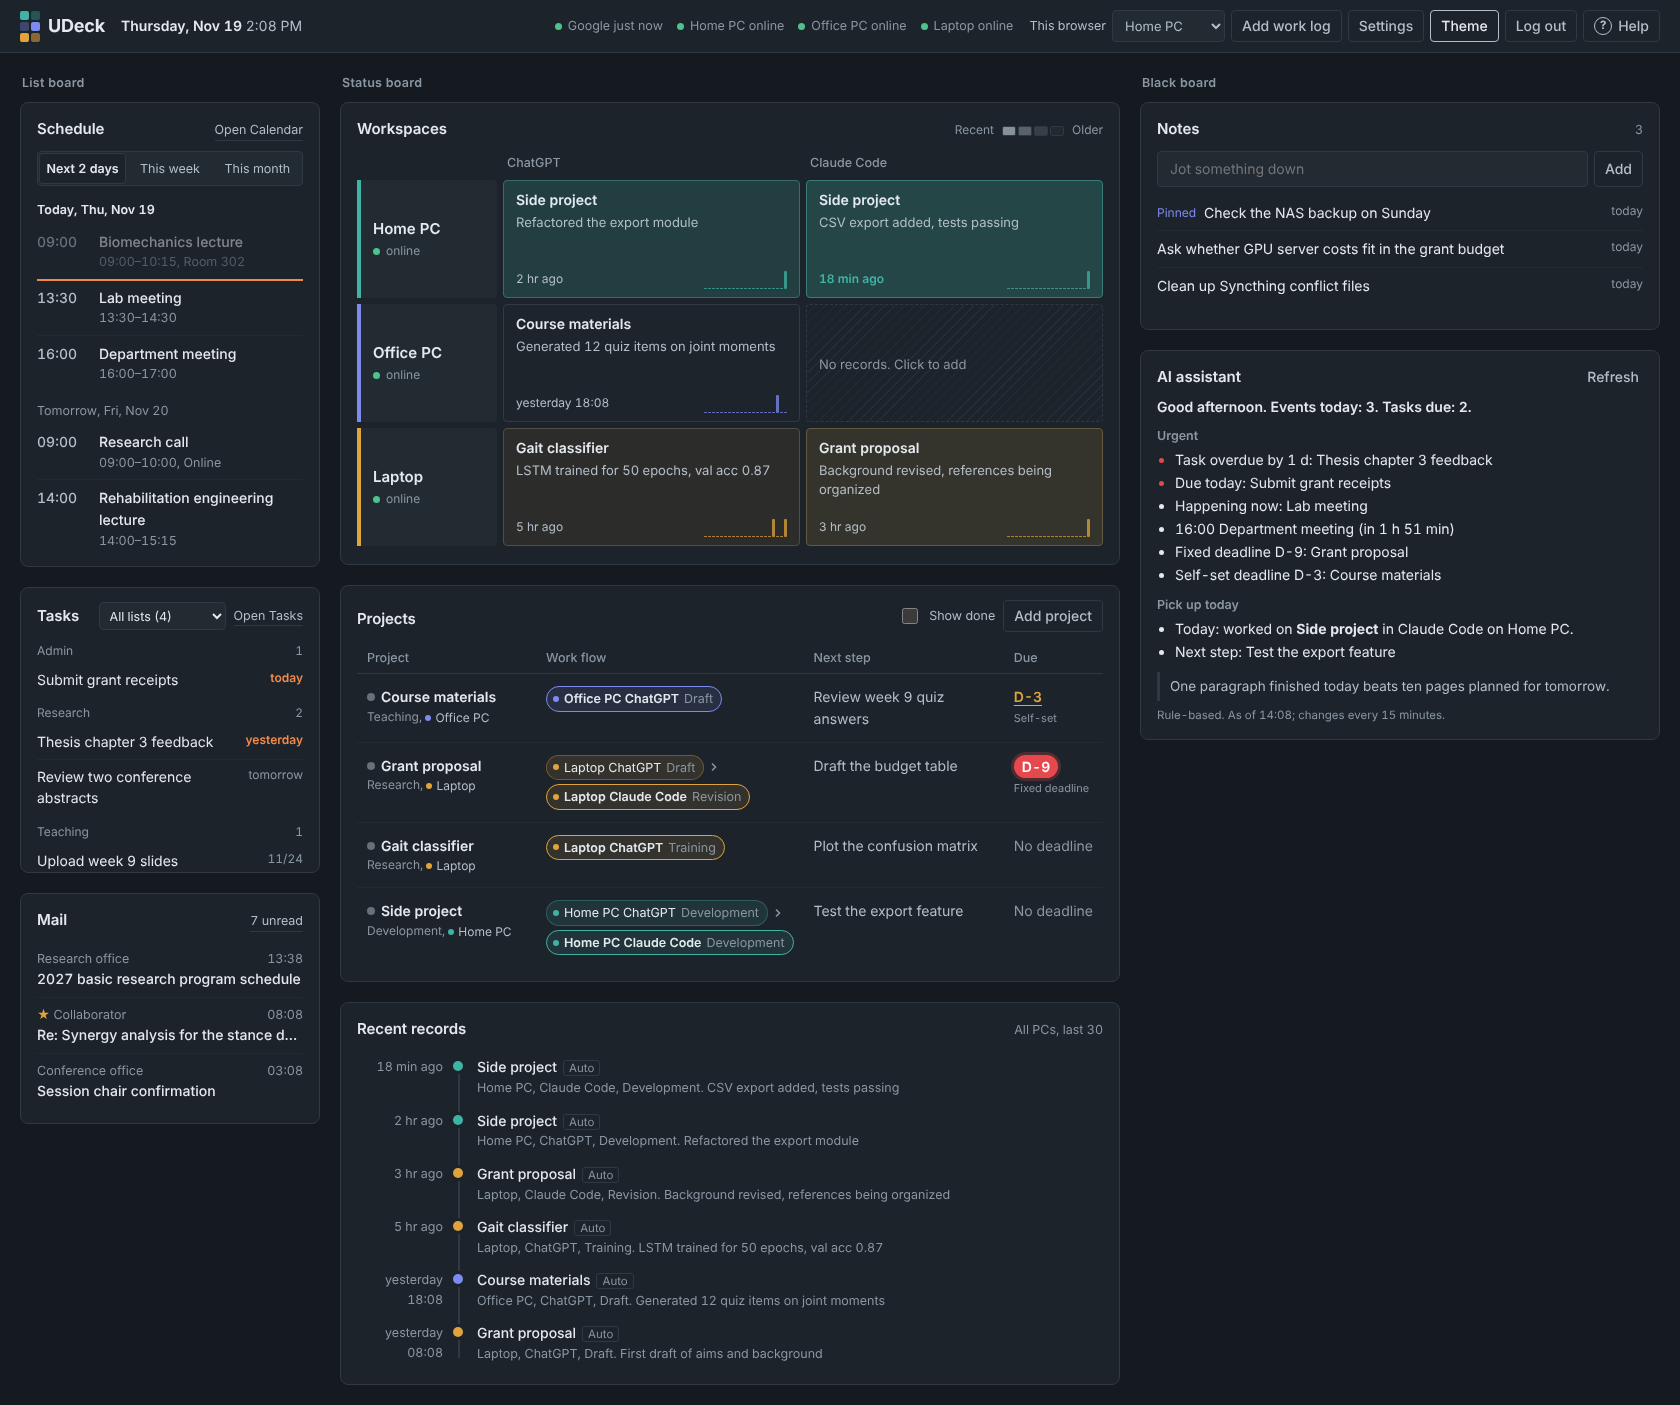 UDeck
Thursday, Nov 19 2:08 PM
Google just now
Home PC online
Office PC online
Laptop online
This browser
Home PC
Add work log
Settings
Theme
Log out
? Help
List board
Schedule
Open Calendar
Next 2 days
This week
This month
Today, Thu, Nov 19
09:00 Biomechanics lecture
09:00–10:15, Room 302
13:30 Lab meeting
13:30–14:30
16:00 Department meeting
16:00–17:00
Tomorrow, Fri, Nov 20
09:00 Research call
09:00–10:00, Online
14:00 Rehabilitation engineering
lecture
14:00–15:15
Tasks
All lists (4)
Open Tasks
Admin 1
Submit grant receipts today
Research 2
Thesis chapter 3 feedback yesterday
Review two conference tomorrow
abstracts
Teaching 1
Upload week 9 slides 11/24
Mail
7 unread
Research office 13:38
2027 basic research program schedule
★ Collaborator 08:08
Re: Synergy analysis for the stance d...
Conference office 03:08
Session chair confirmation
Status board
Workspaces
Recent
Older
ChatGPT
Claude Code
Home PC
online
Side project
Refactored the export module
2 hr ago
Side project
CSV export added, tests passing
18 min ago
Office PC
online
Course materials
Generated 12 quiz items on joint moments
yesterday 18:08
No records. Click to add
Laptop
online
Gait classifier
LSTM trained for 50 epochs, val acc 0.87
5 hr ago
Grant proposal
Background revised, references being
organized
3 hr ago
Projects
Show done
Add project
Project Work flow Next step Due
Course materials
Teaching, Office PC
Office PC ChatGPT Draft
Review week 9 quiz
answers
D-3
Self-set
Grant proposal
Research, Laptop
Laptop ChatGPT Draft ›
Laptop Claude Code Revision
Draft the budget table
D-9
Fixed deadline
Gait classifier
Research, Laptop
Laptop ChatGPT Training
Plot the confusion matrix
No deadline
Side project
Development, Home PC
Home PC ChatGPT Development ›
Home PC Claude Code Development
Test the export feature
No deadline
Recent records
All PCs, last 30
18 min ago Side project Auto
Home PC, Claude Code, Development. CSV export added, tests passing
2 hr ago Side project Auto
Home PC, ChatGPT, Development. Refactored the export module
3 hr ago Grant proposal Auto
Laptop, Claude Code, Revision. Background revised, references being organized
5 hr ago Gait classifier Auto
Laptop, ChatGPT, Training. LSTM trained for 50 epochs, val acc 0.87
yesterday Course materials Auto
18:08 Office PC, ChatGPT, Draft. Generated 12 quiz items on joint moments
yesterday Grant proposal Auto
08:08 Laptop, ChatGPT, Draft. First draft of aims and background
Black board
Notes 3
Jot something down
Add
Pinned Check the NAS backup on Sunday today
Ask whether GPU server costs fit in the grant budget today
Clean up Syncthing conflict files today
AI assistant
Refresh
Good afternoon. Events today: 3. Tasks due: 2.
Urgent
• Task overdue by 1 d: Thesis chapter 3 feedback
• Due today: Submit grant receipts
• Happening now: Lab meeting
• 16:00 Department meeting (in 1 h 51 min)
• Fixed deadline D-9: Grant proposal
• Self-set deadline D-3: Course materials
Pick up today
• Today: worked on Side project in Claude Code on Home PC.
• Next step: Test the export feature
One paragraph finished today beats ten pages planned for tomorrow.
Rule-based. As of 14:08; changes every 15 minutes.